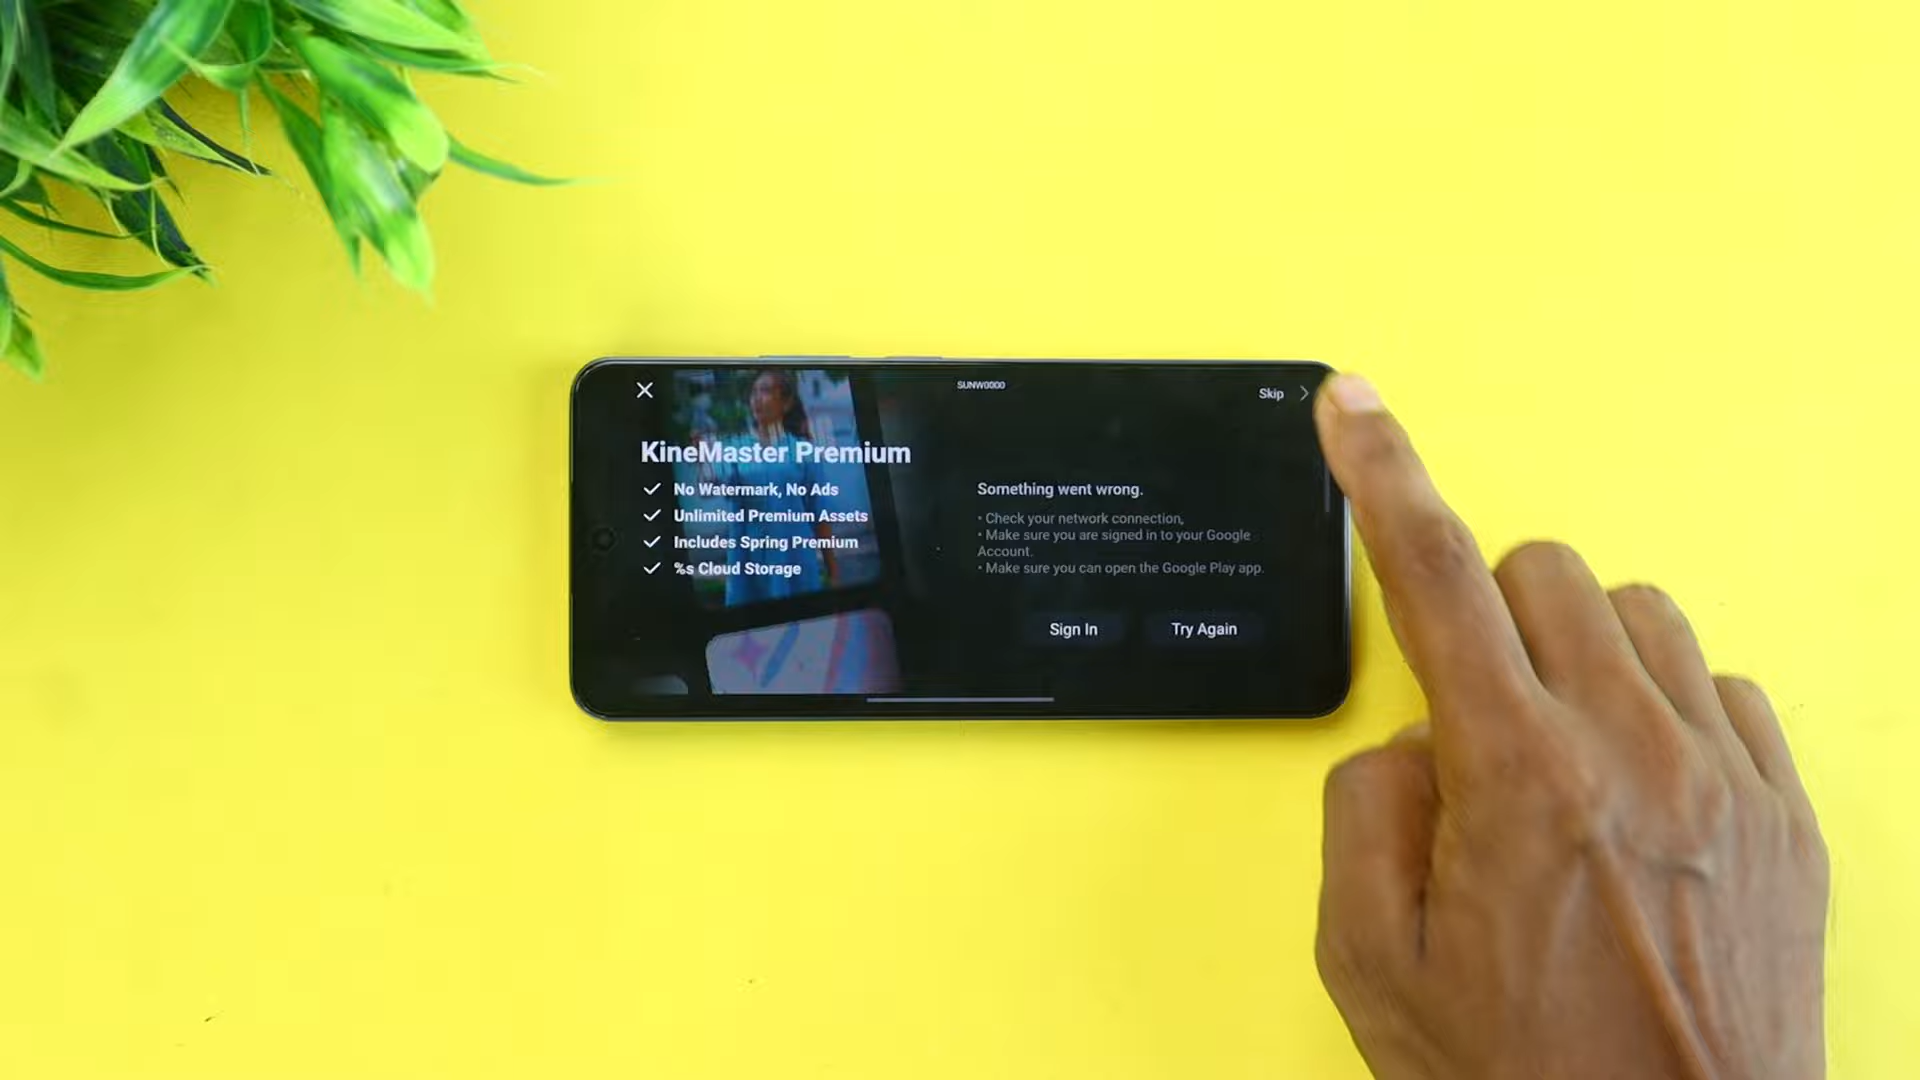 SUNW0000
Skip
KineMaster Premium
No Watermark, No Ads
Unlimited Premium Assets
Includes Spring Premium
%s Cloud Storage
Something went wrong.
• Check your network connection,
• Make sure you are signed in to your Google
Account.
• Make sure you can open the Google Play app.
Sign In
Try Again